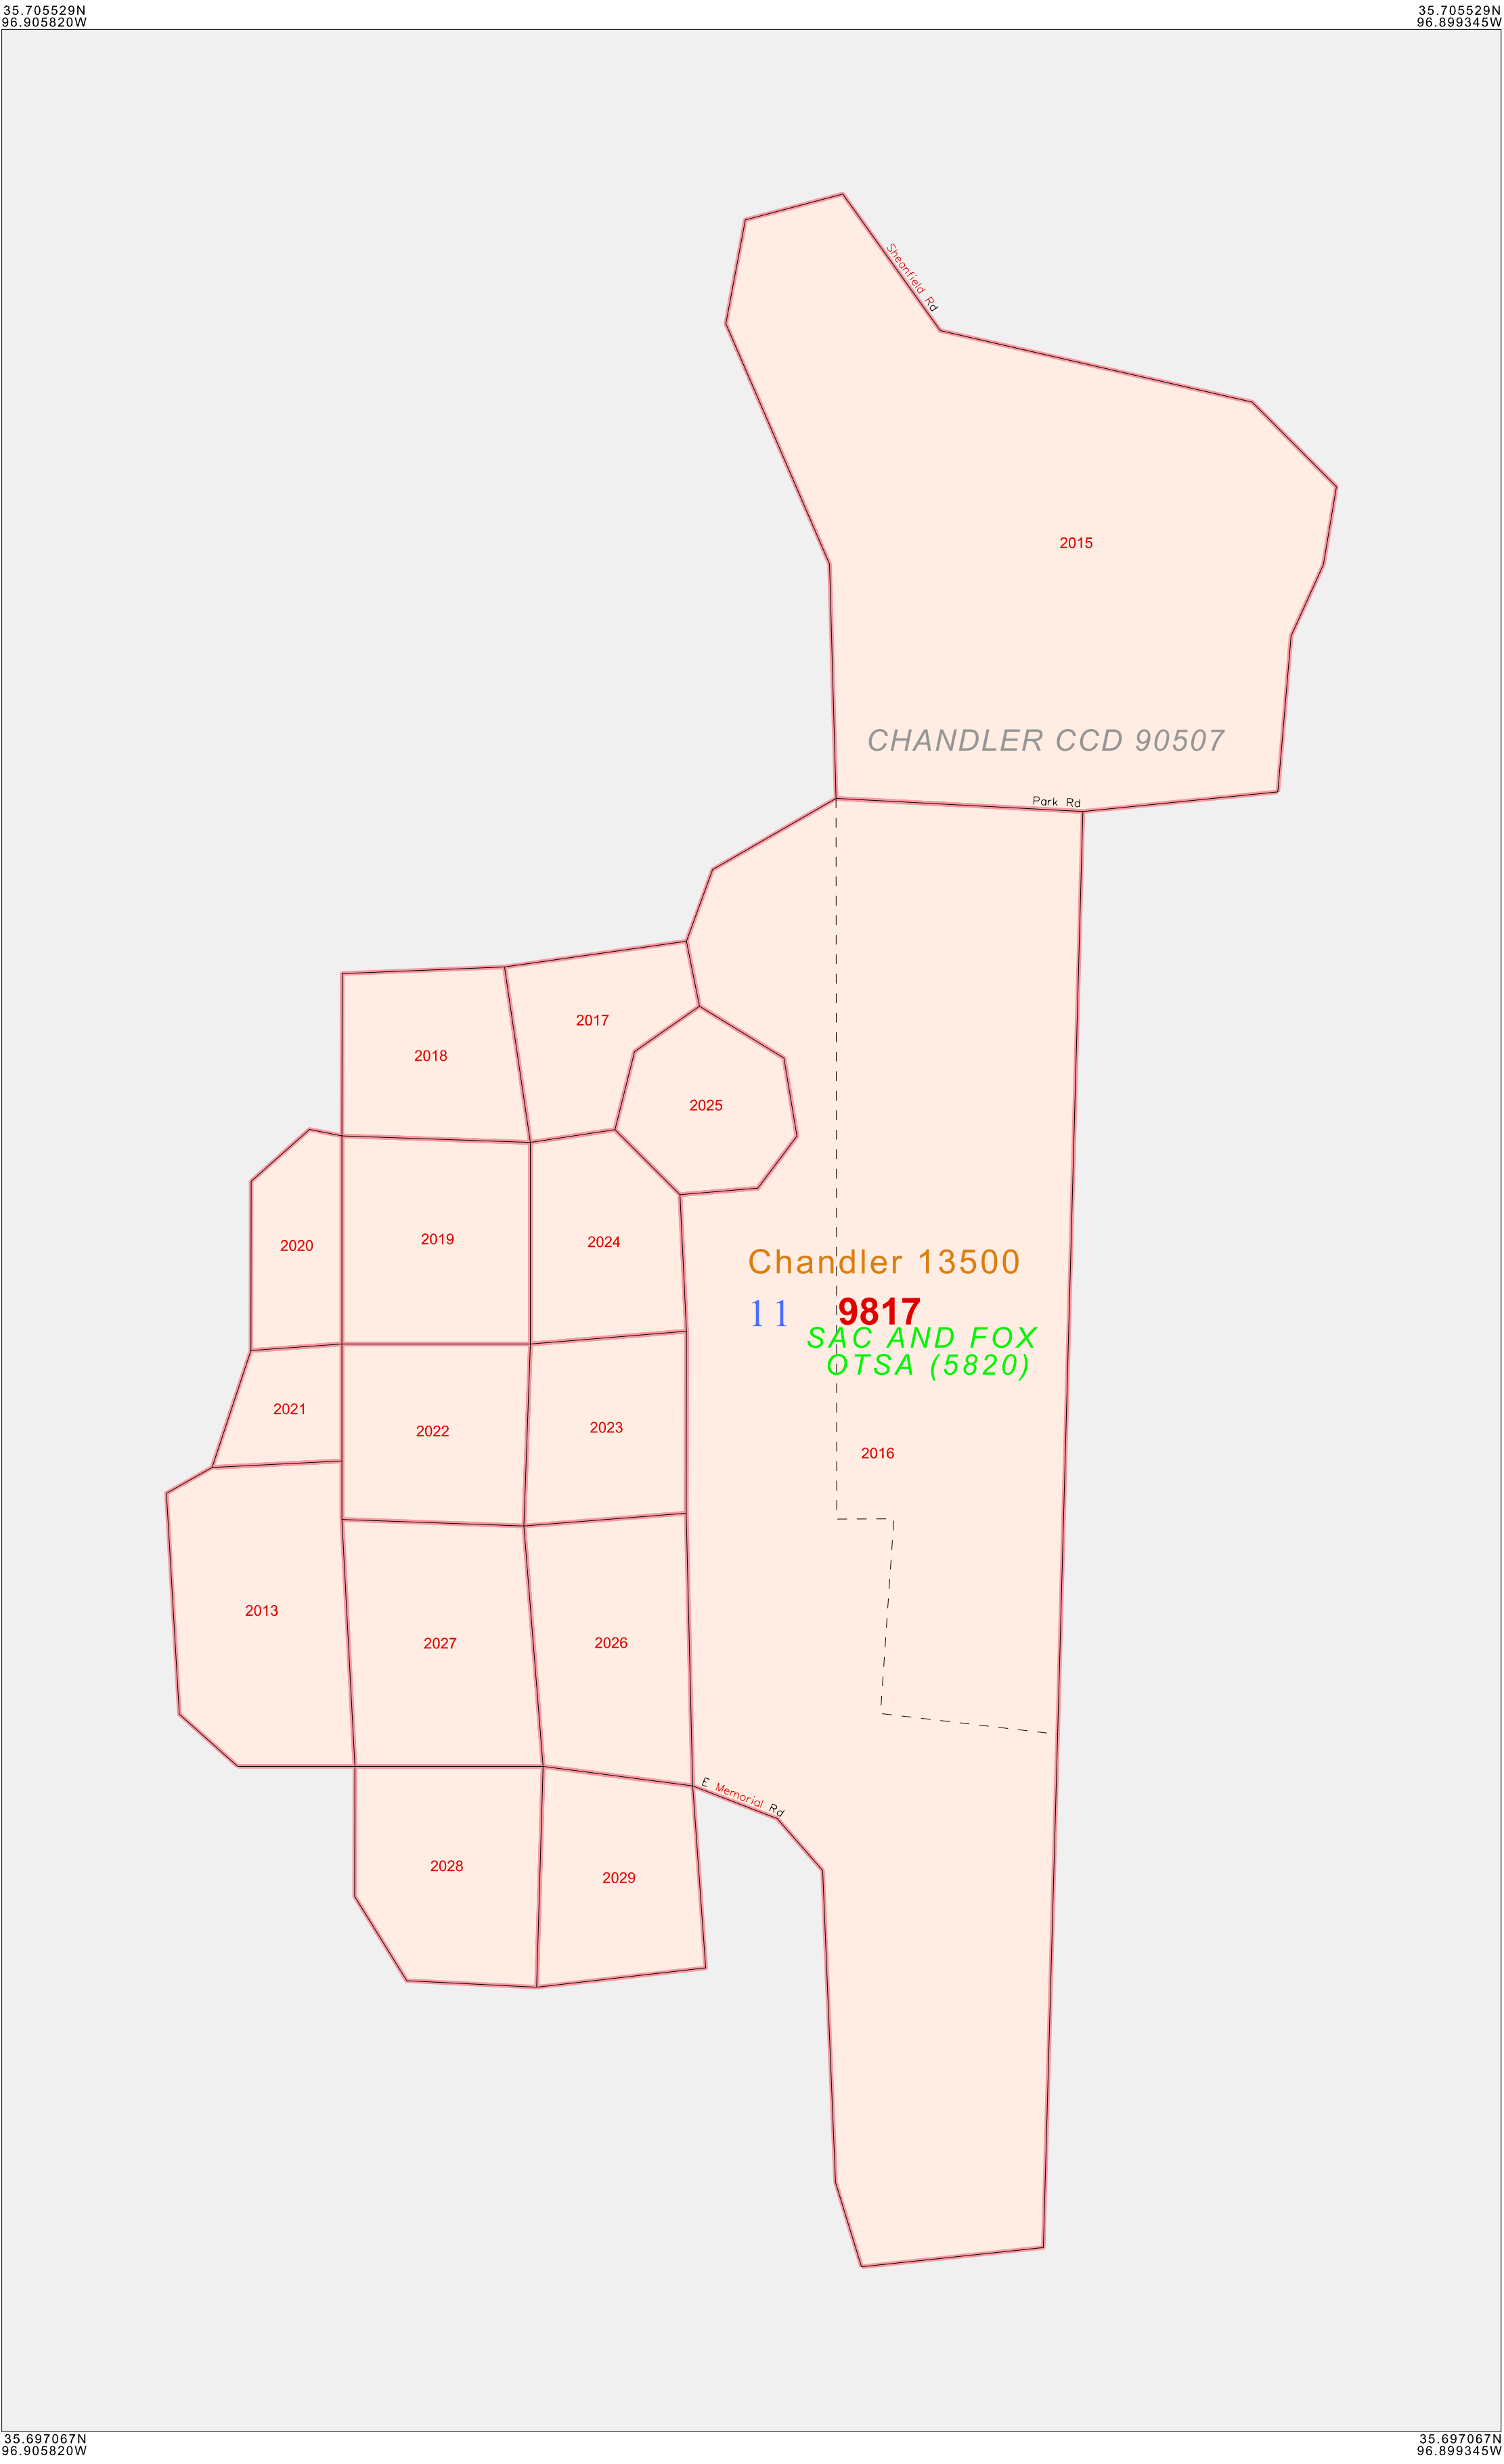 35.705529N
96.905820W
35.705529N
96.899345W
Sheonfield Rd
2015
CHANDLER CCD 90507
Park Rd
2017
2018
2025
2020
2019
2024
Chandler 13500
11
9817
SAC AND FOX
OTSA (5820)
2021
2022
2023
2016
2013
2027
2026
E Memorial Rd
2028
2029
35.697067N
96.905820W
35.697067N
96.899345W